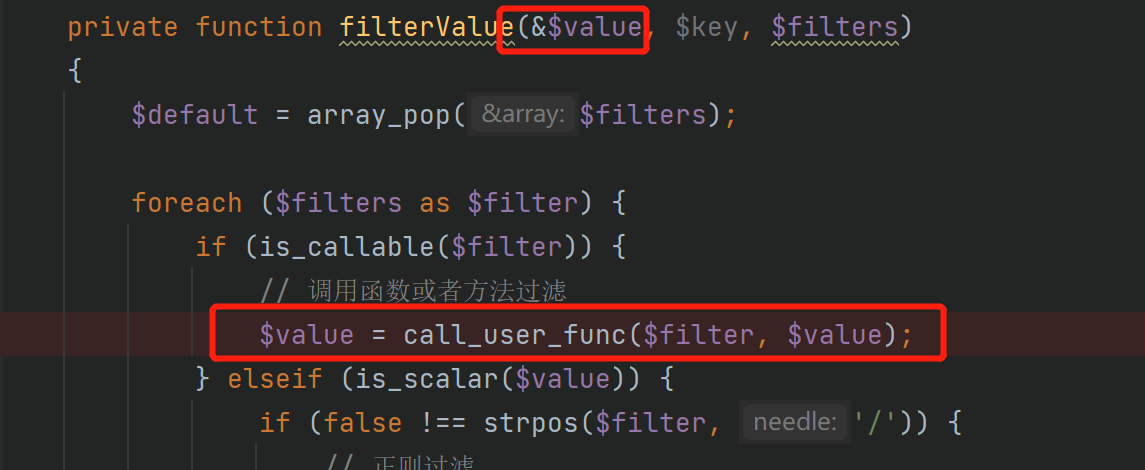 private function filterValue(&$value, $key, $filters)
{
$default = array_pop( &array: $filters);
foreach ($filters as $filter) {
if (is_callable($filter)) {
// 调用函数或者方法过滤
$value = call_user_func($filter, $value);
} elseif (is_scalar($value)) {
if (false !== strpos($filter, needle: '/')) {
// 正则过滤